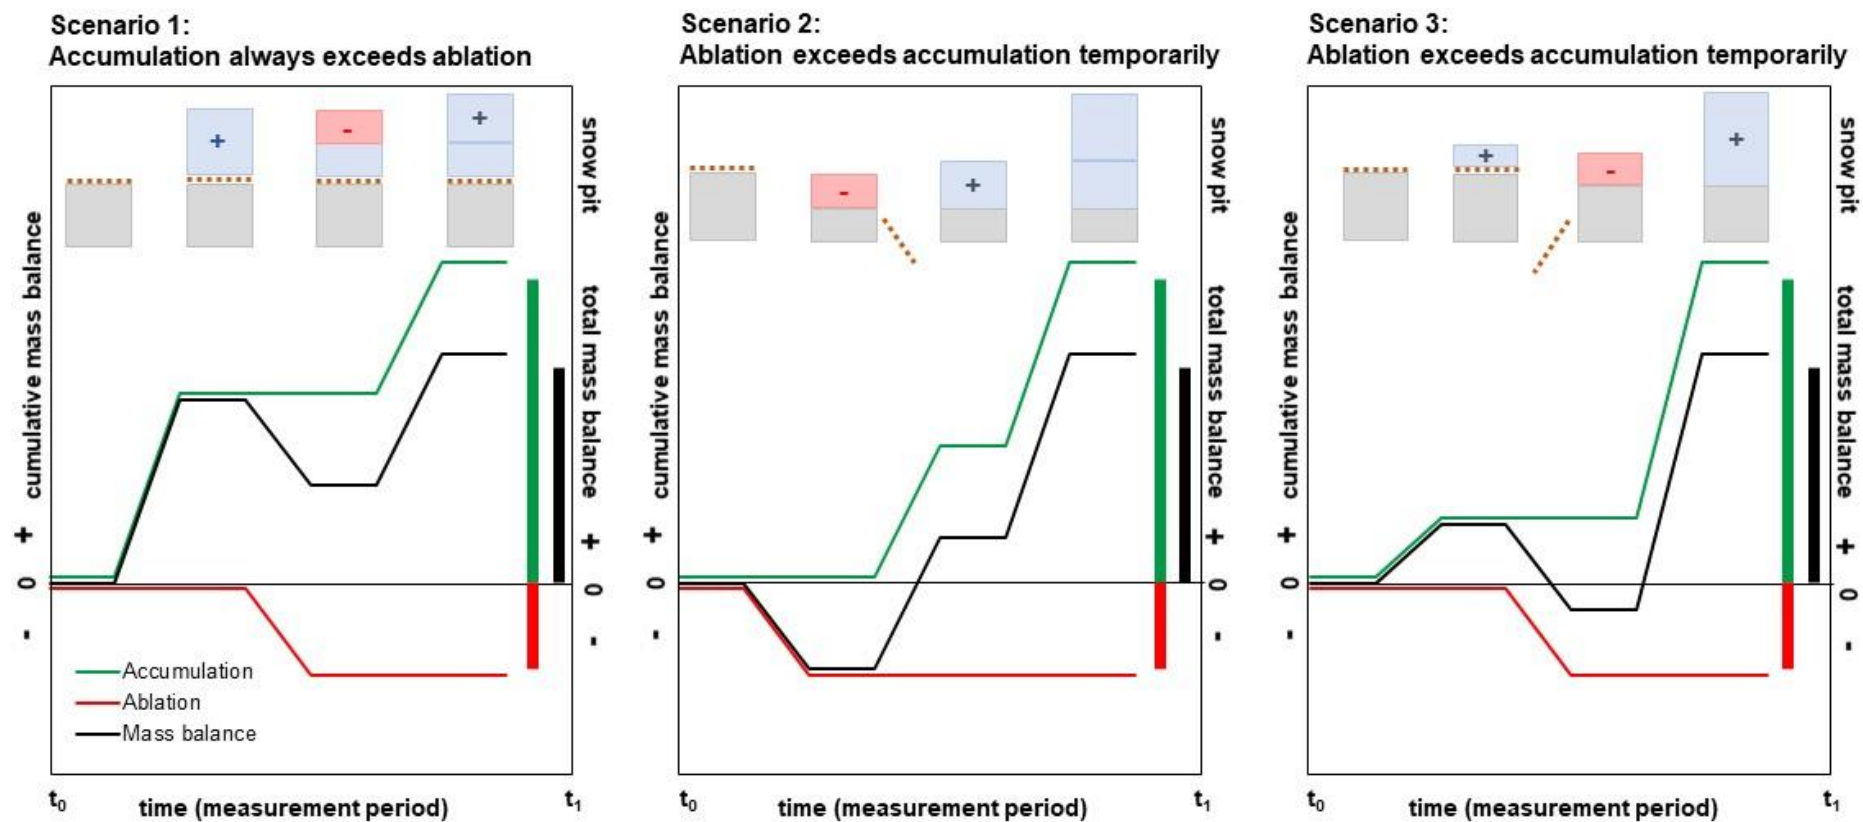 Scenario 1:
Accumulation always exceeds ablation
+
-
+
snow pit
cumulative mass balance
total mass balance
+
0
-
+
0
-
Accumulation
Ablation
Mass balance
t0
time (measurement period)
t1
Scenario 2:
Ablation exceeds accumulation temporarily
-
+
snow pit
cumulative mass balance
total mass balance
+
0
-
+
0
-
t0
time (measurement period)
t1
Scenario 3:
Ablation exceeds accumulation temporarily
+
-
+
snow pit
cumulative mass balance
total mass balance
+
0
-
+
0
-
t0
time (measurement period)
t1